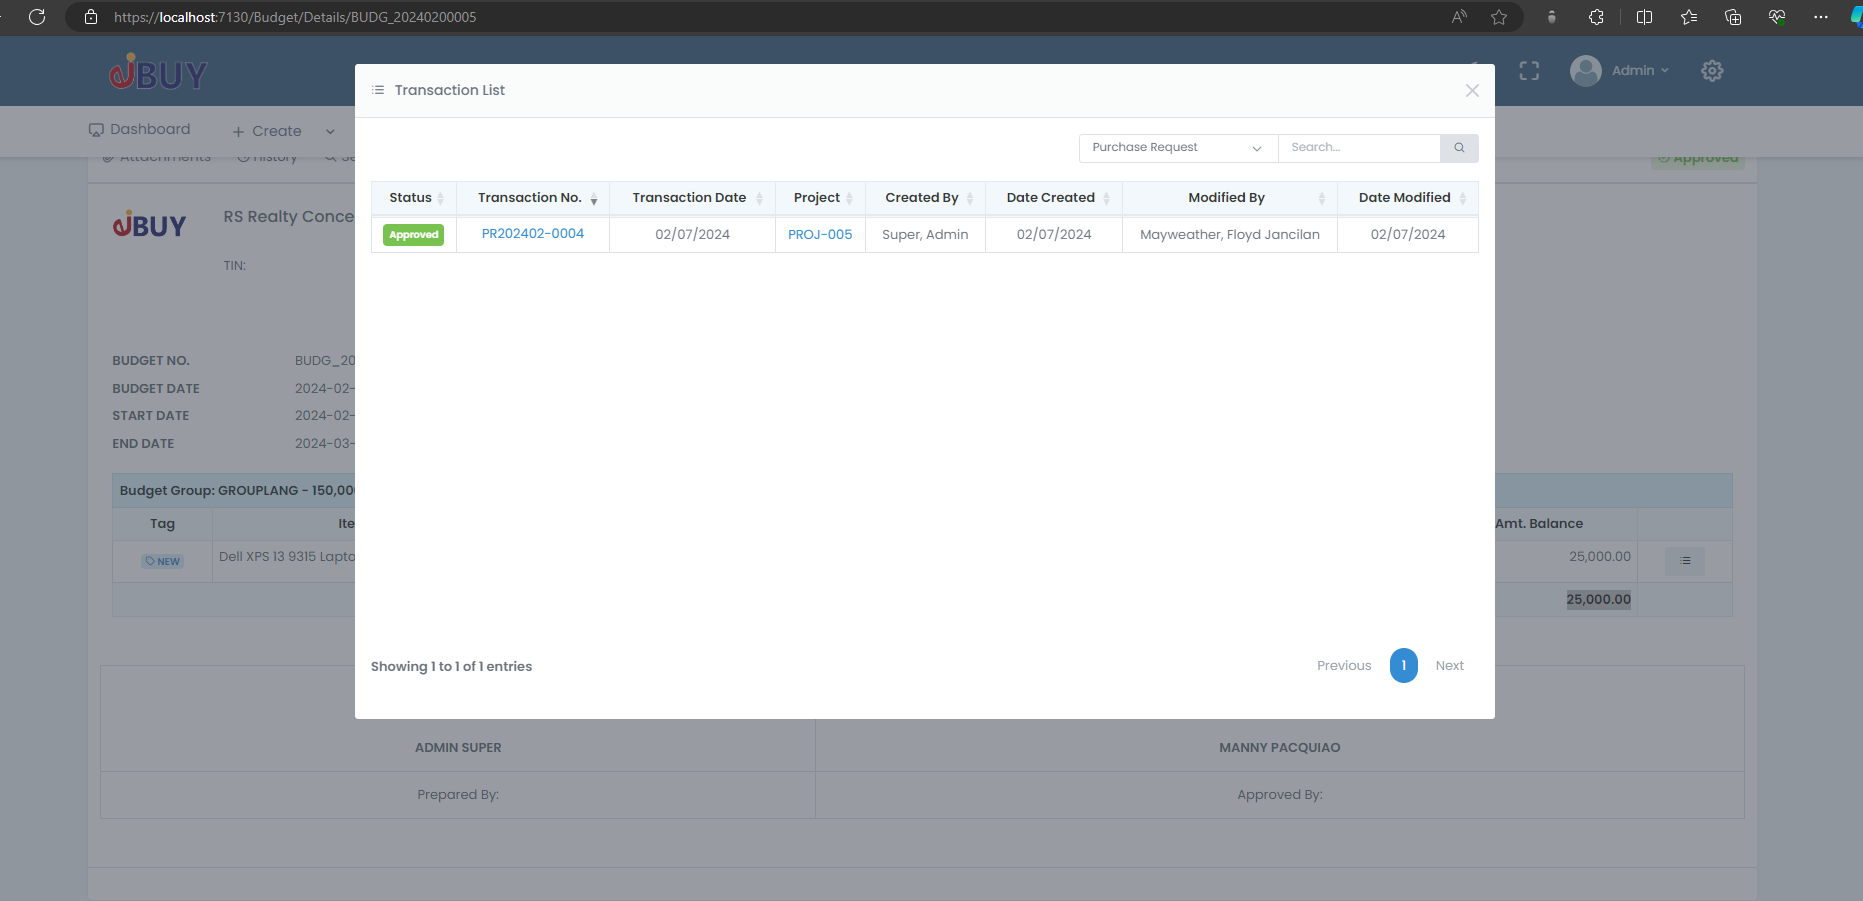 https://localhost:7130/Budget/Details/BUDG_20240200005
eiBUY
Admin
Transaction List
Dashboard
Create
Attachments
History
Approved
Purchase Request
Search...
Status Transaction No. Transaction Date Project Created By Date Created Modified By Date Modified
Approved PR202402-0004 02/07/2024 PROJ-005 Super, Admin 02/07/2024 Mayweather, Floyd Jancilan 02/07/2024
BUY
RS Realty Conce
TIN:
BUDGET NO. BUDG_20
BUDGET DATE 2024-02-
START DATE 2024-02-
END DATE 2024-03-
Budget Group: GROUPLANG - 150,00
Tag Ite Amt. Balance
NEW Dell XPS 13 9315 Lapto 25,000.00
25,000.00
Showing 1 to 1 of 1 entries
Previous 1 Next
ADMIN SUPER MANNY PACQUIAO
Prepared By: Approved By: